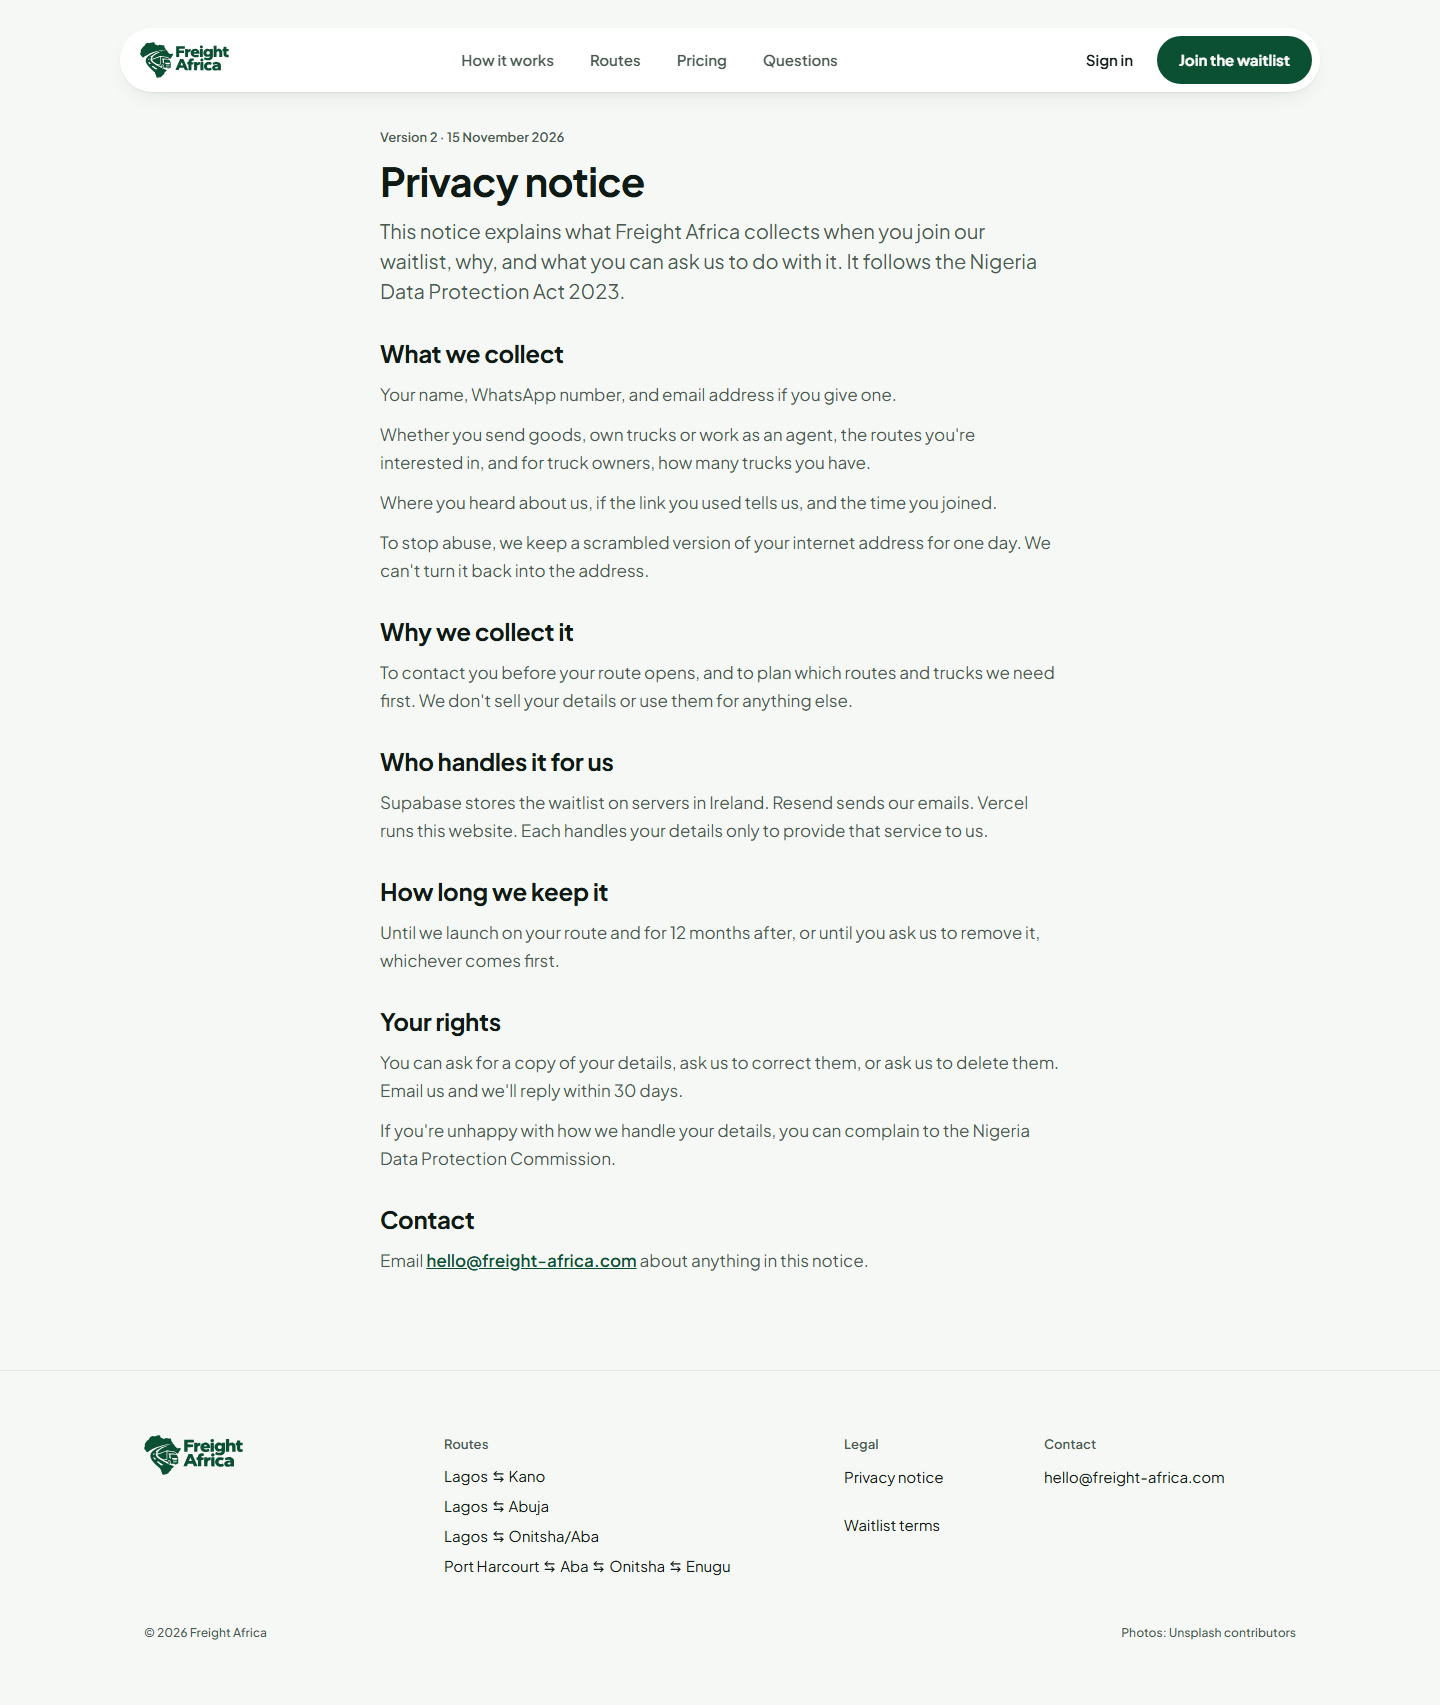 Freight
Africa
How it works
Routes
Pricing
Questions
Sign in
Join the waitlist
Version 2 · 15 November 2026
Privacy notice
This notice explains what Freight Africa collects when you join our
waitlist, why, and what you can ask us to do with it. It follows the Nigeria
Data Protection Act 2023.
What we collect
Your name, WhatsApp number, and email address if you give one.
Whether you send goods, own trucks or work as an agent, the routes you're
interested in, and for truck owners, how many trucks you have.
Where you heard about us, if the link you used tells us, and the time you joined.
To stop abuse, we keep a scrambled version of your internet address for one day. We
can't turn it back into the address.
Why we collect it
To contact you before your route opens, and to plan which routes and trucks we need
first. We don't sell your details or use them for anything else.
Who handles it for us
Supabase stores the waitlist on servers in Ireland. Resend sends our emails. Vercel
runs this website. Each handles your details only to provide that service to us.
How long we keep it
Until we launch on your route and for 12 months after, or until you ask us to remove it,
whichever comes first.
Your rights
You can ask for a copy of your details, ask us to correct them, or ask us to delete them.
Email us and we'll reply within 30 days.
If you're unhappy with how we handle your details, you can complain to the Nigeria
Data Protection Commission.
Contact
Email hello@freight-africa.com about anything in this notice.
Freight
Africa
Routes
Lagos ⇆ Kano
Lagos ⇆ Abuja
Lagos ⇆ Onitsha/Aba
Port Harcourt ⇆ Aba ⇆ Onitsha ⇆ Enugu
Legal
Privacy notice
Waitlist terms
Contact
hello@freight-africa.com
© 2026 Freight Africa
Photos: Unsplash contributors